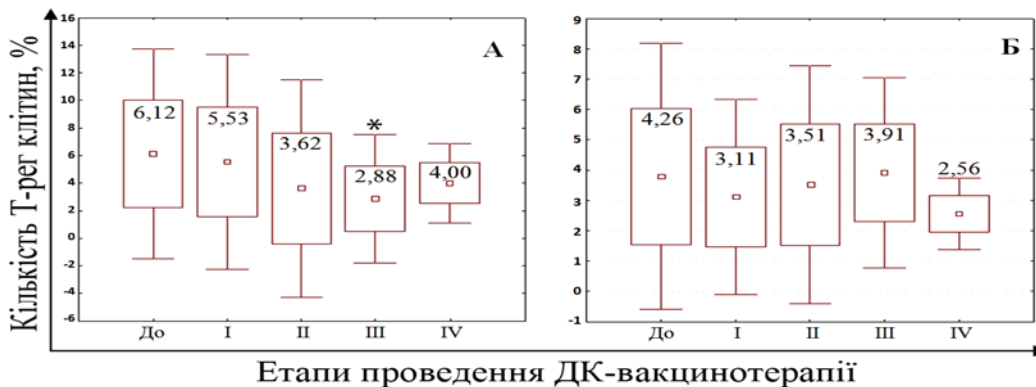 Кількість Т-рег клітин, %
16
14
12
10
8
6
4
2
0
-2
-4
-6
А
6,12
5,53
3,62
*
2,88
4,00
До
I
II
III
IV
9
8
7
6
5
4
3
2
1
0
-1
Б
4,26
3,11
3,51
3,91
2,56
До
I
II
III
IV
Етапи проведення ДК-вакцинотерапії